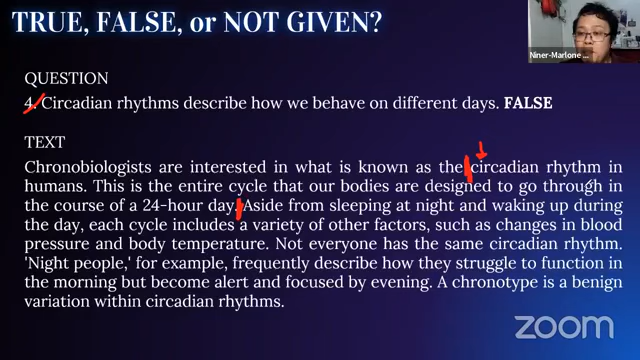 TRUE, FALSE, or NOT GIVEN?
Niner-Marlone ...
QUESTION
4. Circadian rhythms describe how we behave on different days. FALSE
TEXT
Chronobiologists are interested in what is known as the circadian rhythm in
humans. This is the entire cycle that our bodies are designed to go through in
the course of a 24-hour day. Aside from sleeping at night and waking up during
the day, each cycle includes a variety of other factors, such as changes in blood
pressure and body temperature. Not everyone has the same circadian rhythm.
'Night people,' for example, frequently describe how they struggle to function in
the morning but become alert and focused by evening. A chronotype is a benign
variation within circadian rhythms.
zoom